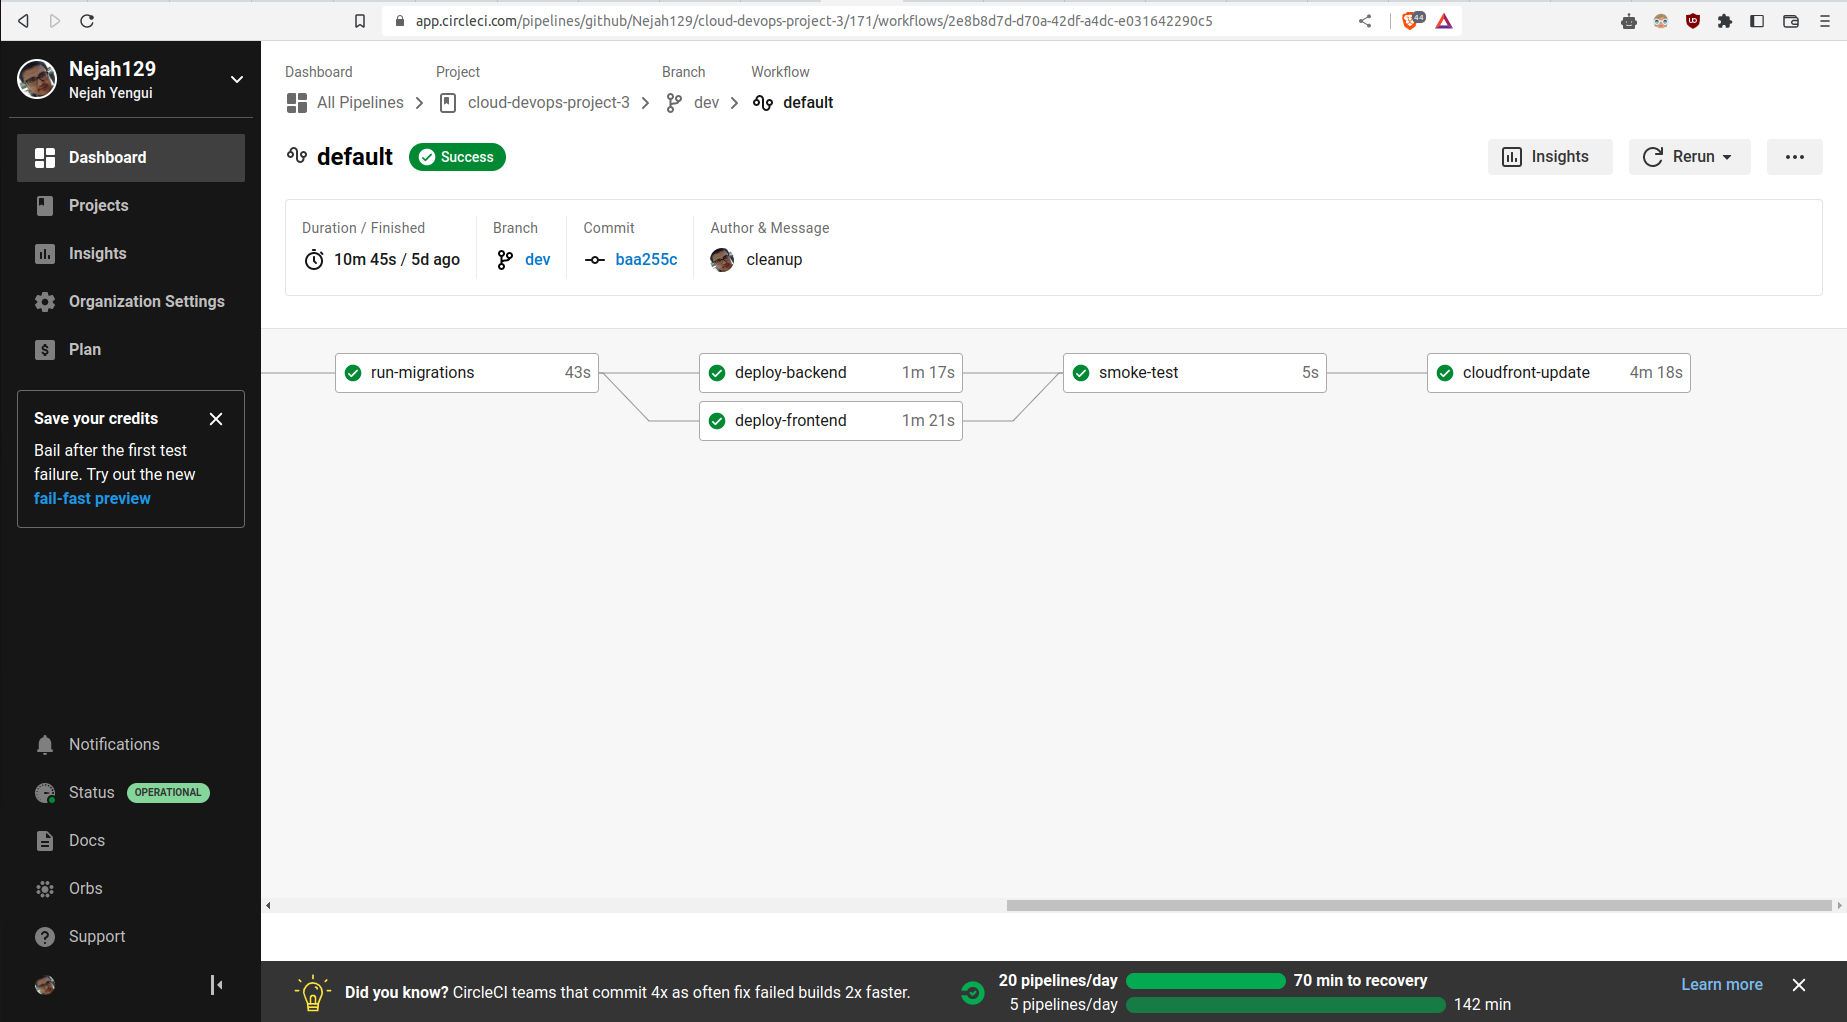 app.circleci.com/pipelines/github/Nejah129/cloud-devops-project-3/171/workflows/2e8b8d7d-d70a-42df-a4dc-e031642290c5
44
Nejah129
Nejah Yengui
Dashboard
Projects
Insights
Organization Settings
Plan
Save your credits
Bail after the first test
failure. Try out the new
fail-fast preview
Notifications
Status OPERATIONAL
Docs
Orbs
Support
Dashboard Project Branch Workflow
All Pipelines cloud-devops-project-3 dev default
default Success
Insights Rerun
Duration / Finished Branch Commit Author & Message
10m 45s / 5d ago dev baa255c cleanup
run-migrations 43s deploy-backend 1m 17s smoke-test 5s cloudfront-update 4m 18s
deploy-frontend 1m 21s
Did you know? CircleCI teams that commit 4x as often fix failed builds 2x faster.
20 pipelines/day 70 min to recovery
5 pipelines/day 142 min
Learn more